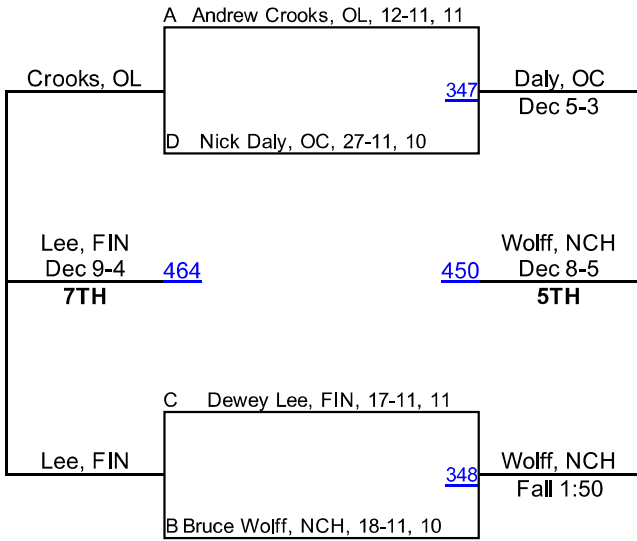 A Andrew Crooks, OL, 12-11, 11
Crooks, OL
347
Daly, OC
Dec 5-3
D Nick Daly, OC, 27-11, 10
Lee, FIN
Dec 9-4
7TH
464
450
Wolff, NCH
Dec 8-5
5TH
C Dewey Lee, FIN, 17-11, 11
Lee, FIN
348
Wolff, NCH
Fall 1:50
B Bruce Wolff, NCH, 18-11, 10